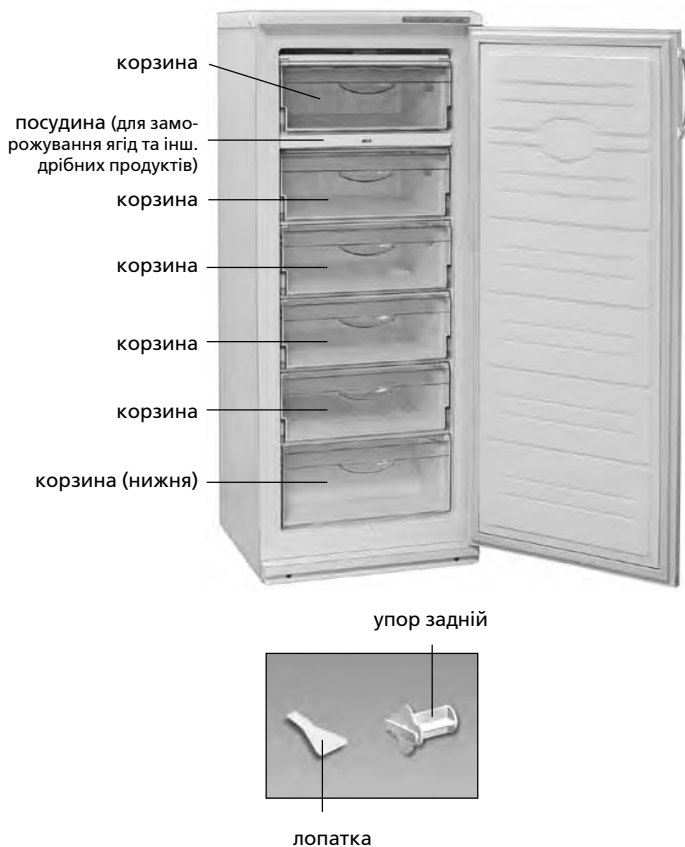 корзина
посудина (для замо-
рожування ягід та інш.
дрібних продуктів)
корзина
корзина
корзина
корзина
корзина (нижня)
упор задній
лопатка